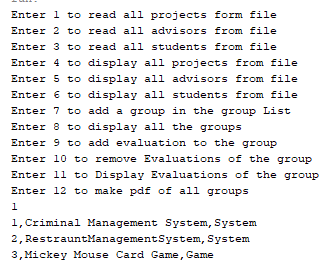 run:
Enter 1 to read all projects form file
Enter 2 to read all advisors from file
Enter 3 to read all students from file
Enter 4 to display all projects from file
Enter 5 to display all advisors from file
Enter 6 to display all students from file
Enter 7 to add a group in the group List
Enter 8 to display all the groups
Enter 9 to add evaluation to the group
Enter 10 to remove Evaluations of the group
Enter 11 to Display Evaluations of the group
Enter 12 to make pdf of all groups
1
1,Criminal Management System,System
2,RestrauntManagementSystem,System
3,Mickey Mouse Card Game,Game